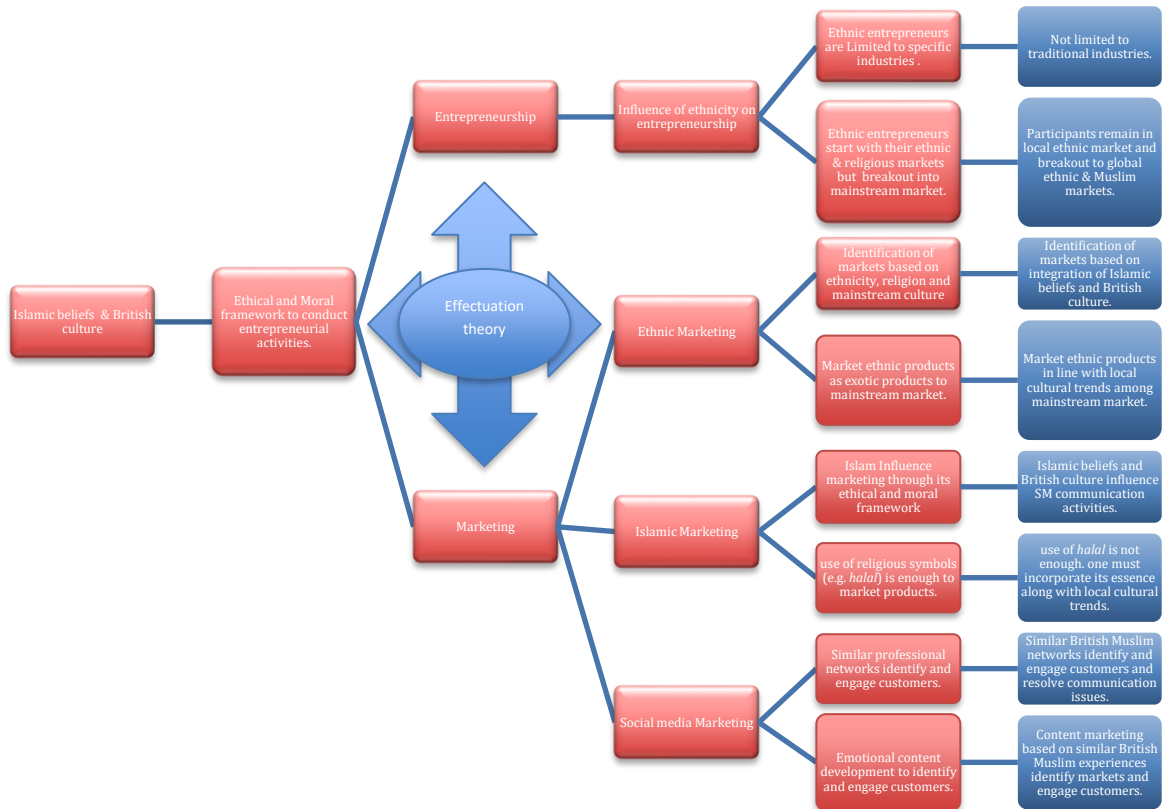 Islamic beliefs & British
culture
Ethical and Moral
framework to conduct
entrepreneurial
activities.
Effectuation
theory
Entrepreneurship
Influence of ethnicity on
entrepreneurship
Ethnic entrepreneurs
are Limited to specific
industries .
Not limited to
traditional industries.
Ethnic entrepreneurs
start with their ethnic
& religious markets
but breakout into
mainstream market.
Participants remain in
local ethnic market and
breakout to global
ethnic & Muslim
markets.
Marketing
Ethnic Marketing
Identification of
markets based on
ethnicity, religion and
mainstream culture
Identification of
markets based on
integration of Islamic
beliefs and British
culture.
Market ethnic products
as exotic products to
mainstream market.
Market ethnic products
in line with local
cultural trends among
mainstream market.
Islamic Marketing
Islam Influence
marketing through its
ethical and moral
framework
Islamic beliefs and
British culture influence
SM communication
activities.
use of religious symbols
(e.g. halal) is enough to
market products.
use of halal is not
enough. one must
incorporate its essence
along with local cultural
trends.
Social media Marketing
Similar professional
networks identify and
engage customers.
Similar British Muslim
networks identify and
engage customers and
resolve communication
issues.
Emotional content
development to identify
and engage customers.
Content marketing
based on similar British
Muslim experiences
identify markets and
engage customers.